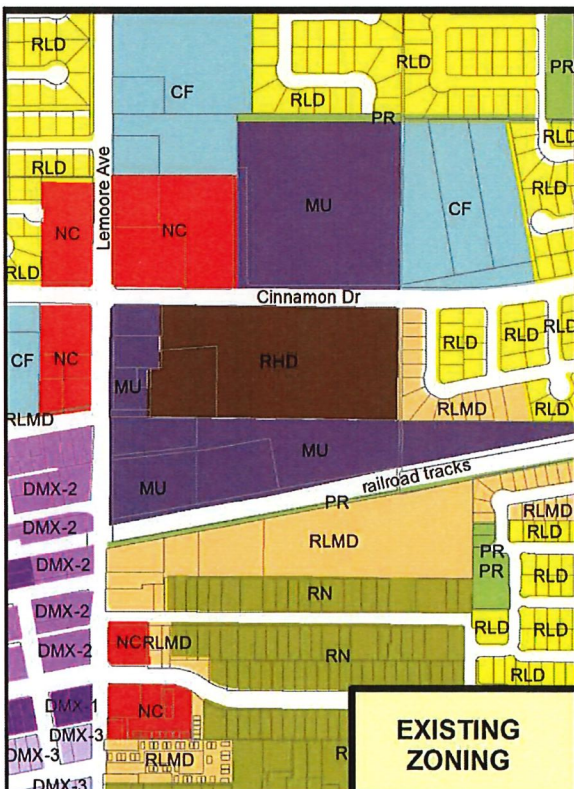 RLD
RLD
PR
CF
RLD
PR
RLD
RLD
Lemoore Ave
MU
CF
RLD
NC
NC
RLD
Cinnamon Dr
CF
NC
MU
RHD
RLD
RLD
RLD
RLMD
RLD
RLMD
MU
MU
railroad tracks
DMX-2
PR
RLMD
RLMD
DMX-2
RLD
PR
PR
DMX-2
RN
RLD
DMX-2
RLD
RLD
NC
RLMD
RN
DMX-2
RLD
DMX-1
NC
DMX-3
DMX-3
RLMD
R
DMX-3
EXISTING
ZONING